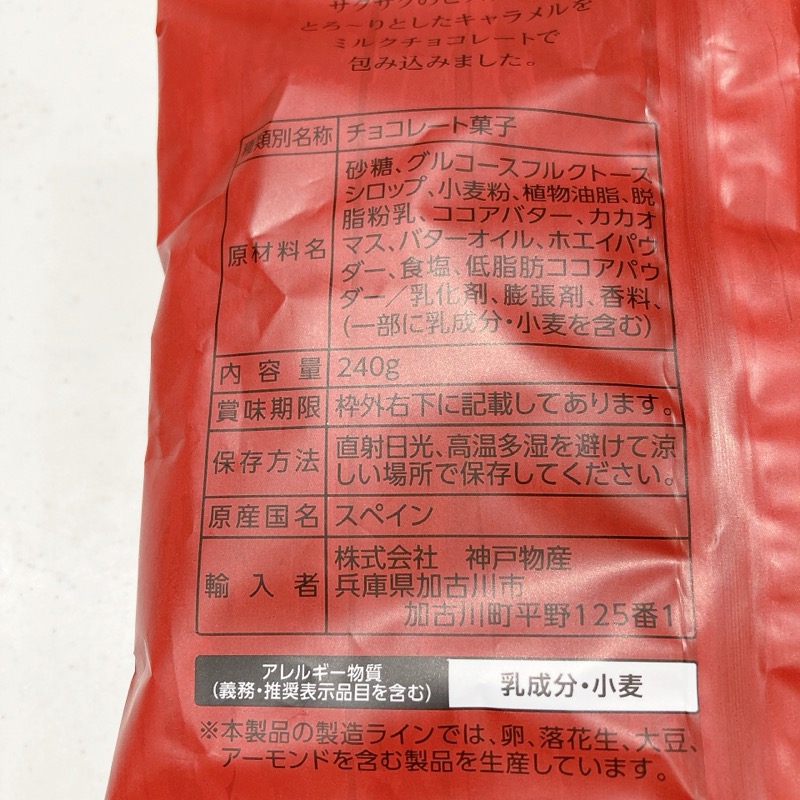 とろ〜りとしたキャラメルを
ミルクチョコレートで
包み込みました。
種類別名称 チョコレート菓子
原材料名 砂糖、グルコースフルクトース
シロップ、小麦粉、植物油脂、脱
脂粉乳、ココアバター、カカオ
マス、バターオイル、ホエイパウ
ダー、食塩、低脂肪ココアパウ
ダー／乳化剤、膨張剤、香料、
(一部に乳成分・小麦を含む)
内容量 240g
賞味期限 枠外右下に記載してあります。
保存方法 直射日光、高温多湿を避けて涼
しい場所で保存してください。
原産国名 スペイン
輸入者 株式会社 神戸物産
兵庫県加古川市
加古川町平野125番1
アレルギー物質
(義務・推奨表示品目を含む) 乳成分・小麦
※本製品の製造ラインでは、卵、落花生、大豆、
アーモンドを含む製品を生産しています。